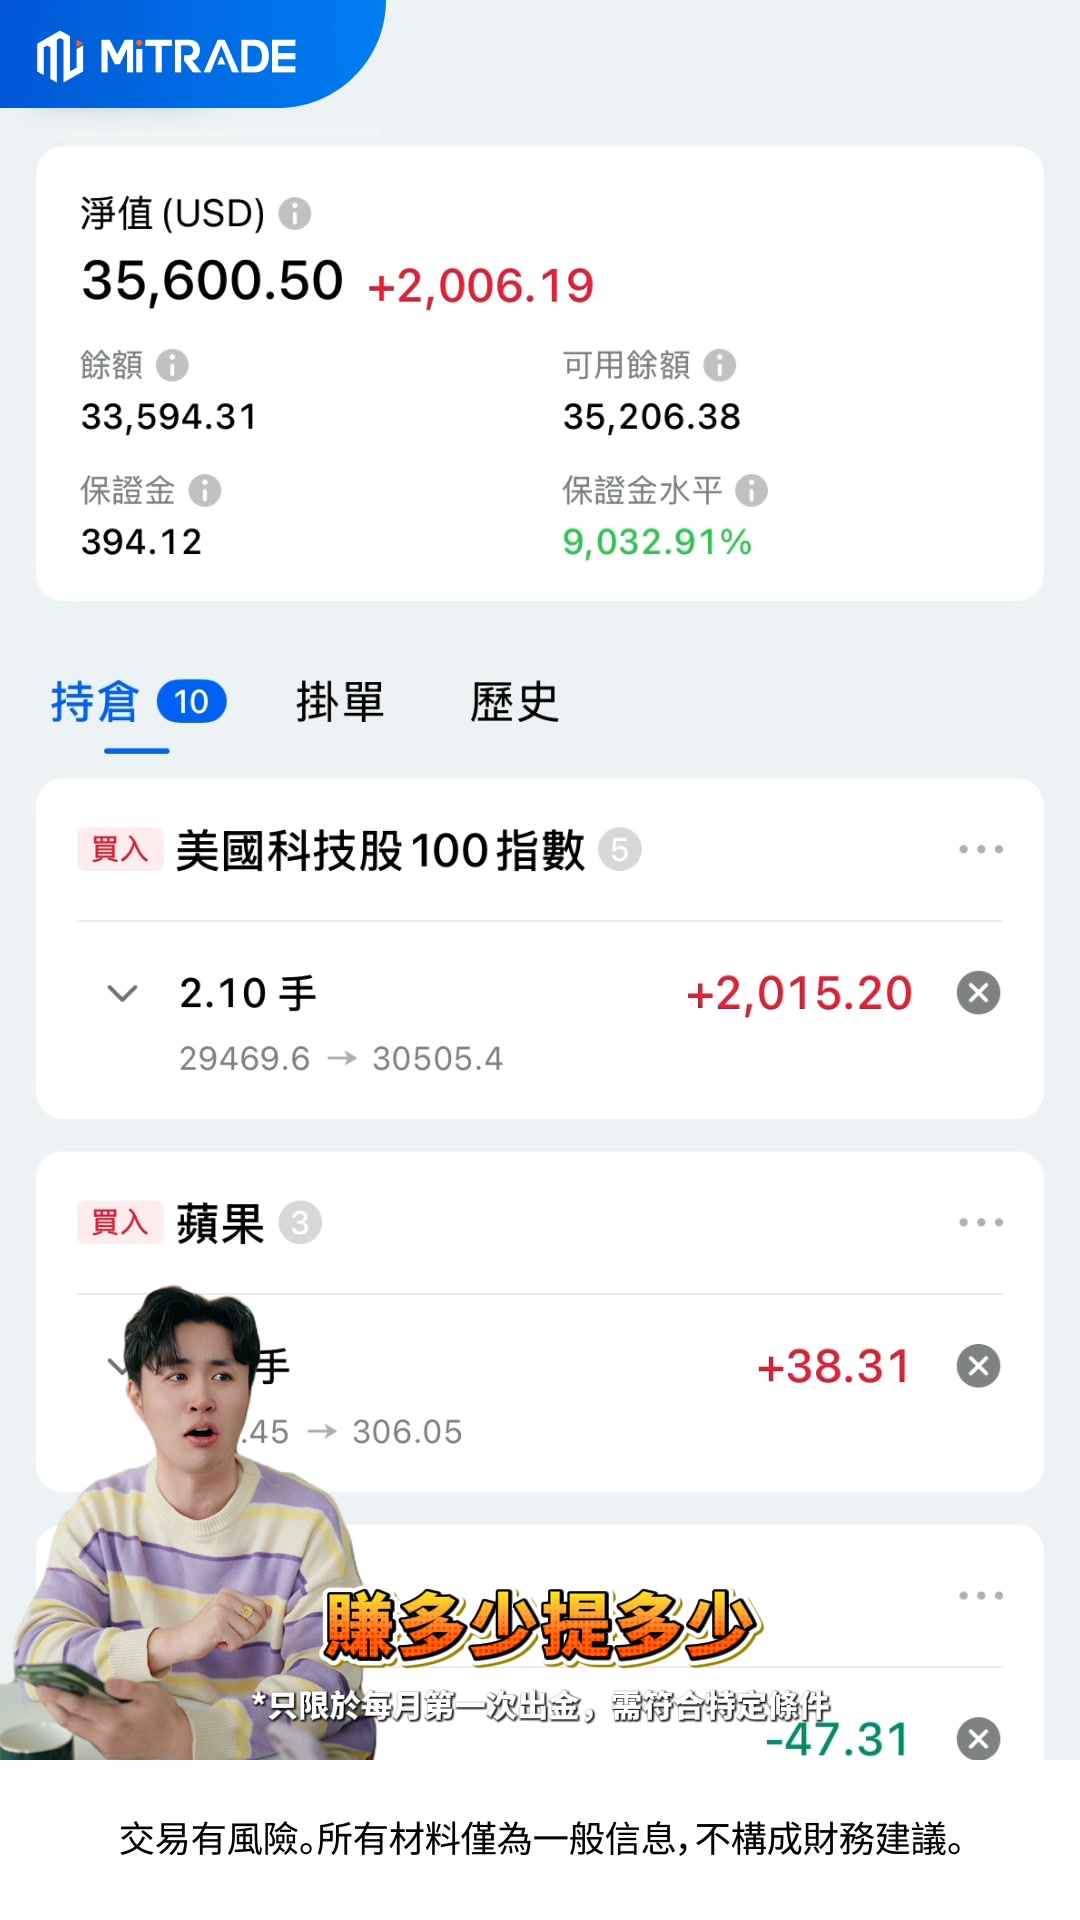 MiTRADE
淨值(USD)
35,600.50 +2,006.19
餘額 可用餘額
33,594.31 35,206.38
保證金 保證金水平
394.12 9,032.91%
持倉 10 掛單 歷史
買入 美國科技股100指數 5
2.10 手 +2,015.20
29469.6 → 30505.4
買入 蘋果 3
手 +38.31
.45 → 306.05
賺多少提多少
*只限於每月第一次出金，需符合特定條件
-47.31
交易有風險。所有材料僅為一般信息，不構成財務建議。